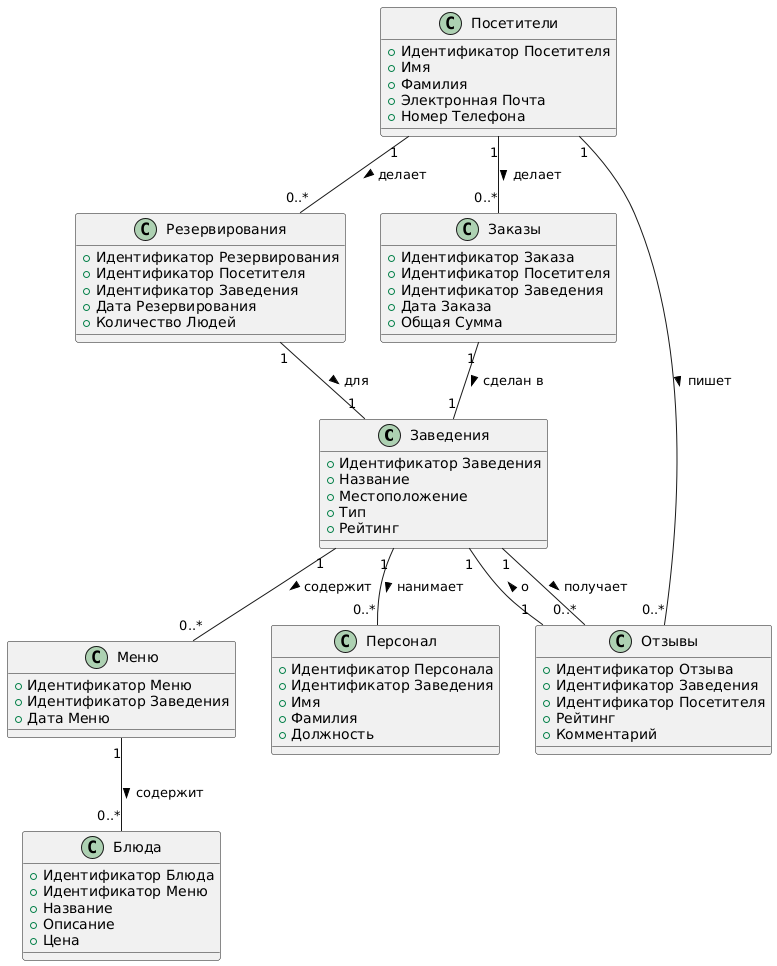 C Посетители
Идентификатор Посетителя
Имя
Фамилия
Электронная Почта
Номер Телефона
1
1
1
делает
делает
0..*
0..*
C Резервирования
Идентификатор Резервирования
Идентификатор Посетителя
Идентификатор Заведения
Дата Резервирования
Количество Людей
C Заказы
Идентификатор Заказа
Идентификатор Посетителя
Идентификатор Заведения
Дата Заказа
Общая Сумма
1
1
для
сделан в
пишет
1
1
C Заведения
Идентификатор Заведения
Название
Местоположение
Тип
Рейтинг
1
1
1
1
содержит
нанимает
о
получает
0..*
0..*
1
0..*
0..*
C Меню
Идентификатор Меню
Идентификатор Заведения
Дата Меню
C Персонал
Идентификатор Персонала
Идентификатор Заведения
Имя
Фамилия
Должность
C Отзывы
Идентификатор Отзыва
Идентификатор Заведения
Идентификатор Посетителя
Рейтинг
Комментарий
1
содержит
0..*
C Блюда
Идентификатор Блюда
Идентификатор Меню
Название
Описание
Цена